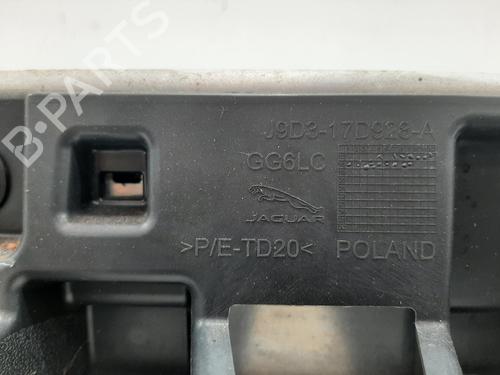 J9D3-17D928-A
GG6LC
JAGUAR
>P/E-TD20< POLAND
B-PARTS